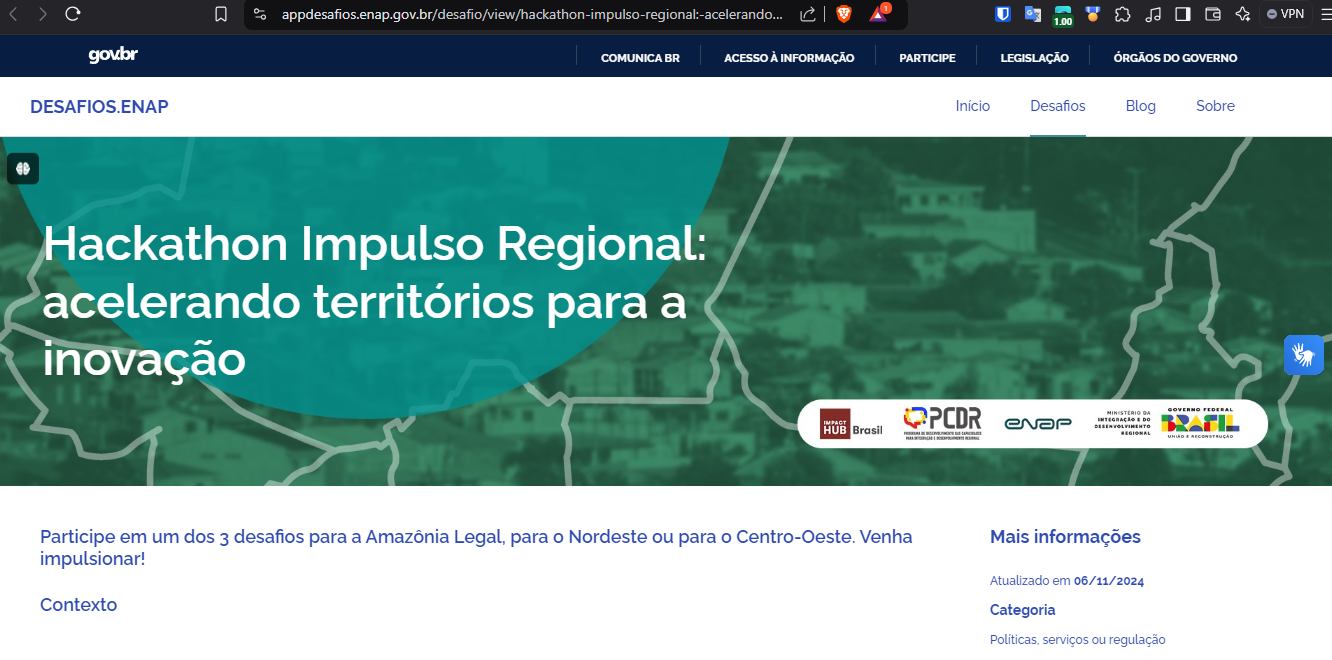 appdesafios.enap.gov.br/desafio/view/hackathon-impulso-regional:-acelerando...
1
1.00
VPN
gov.br
COMUNICA BR
ACESSO À INFORMAÇÃO
PARTICIPE
LEGISLAÇÃO
ÓRGÃOS DO GOVERNO
DESAFIOS.ENAP
Início
Desafios
Blog
Sobre
Hackathon Impulso Regional:
acelerando territórios para a
inovação
IMPACT
HUB Brasil
PCDR
PROGRAMA DE DESENVOLVIMENTO DAS CAPACIDADES
PARA INTEGRAÇÃO E DESENVOLVIMENTO REGIONAL
enap
MINISTÉRIO DA
INTEGRAÇÃO E DO
DESENVOLVIMENTO
REGIONAL
GOVERNO FEDERAL
BRASIL
UNIÃO E RECONSTRUÇÃO
Participe em um dos 3 desafios para a Amazônia Legal, para o Nordeste ou para o Centro-Oeste. Venha
impulsionar!
Contexto
Mais informações
Atualizado em 06/11/2024
Categoria
Políticas, serviços ou regulação